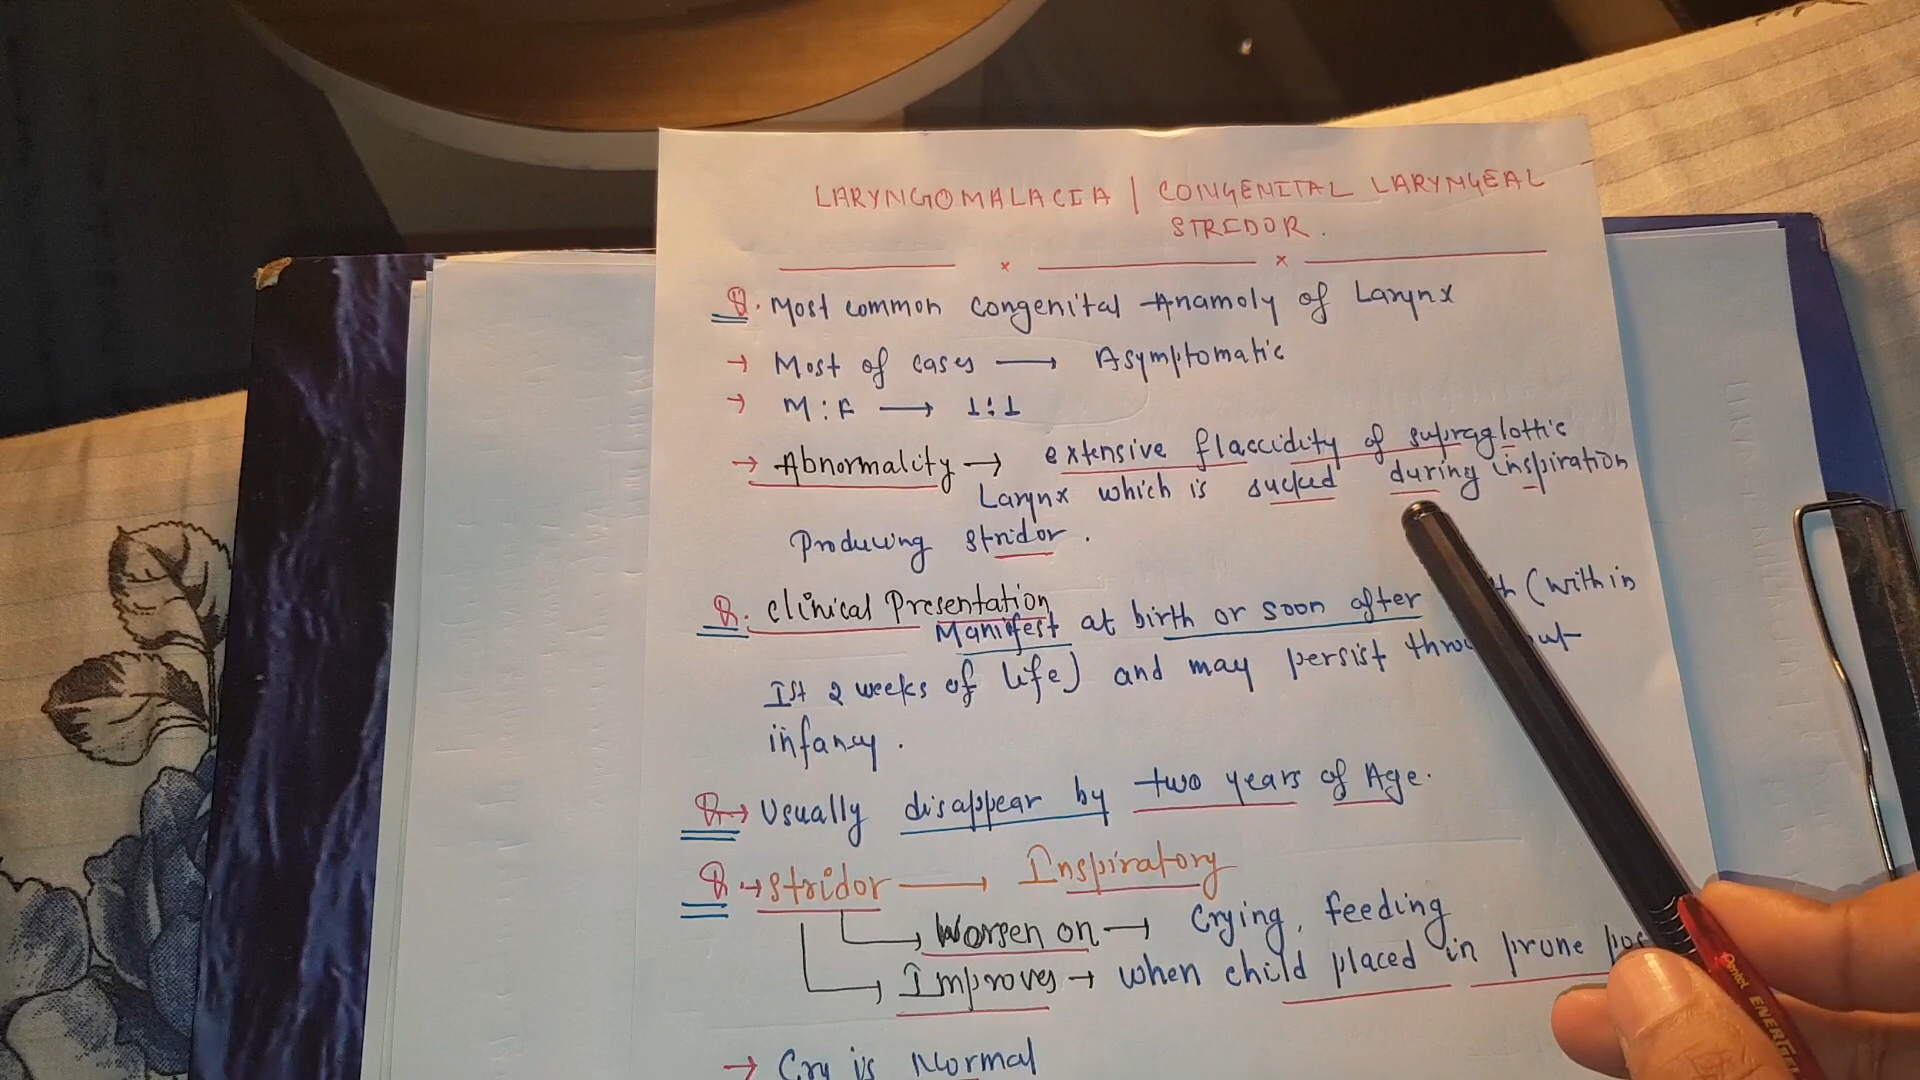 LARYNGOMALACIA | CONGENITAL LARYNGEAL
STRIDOR.
Q. Most common congenital Anamoly of Larynx
→ Most of cases → Asymptomatic
→ M:F → 1:1
→ Abnormality → extensive flaccidity of supraglottic
Larynx which is sucked during inspiration
Producing stridor.
Q. Clinical Presentation
Manifest at birth or soon after (within
Ist 2 weeks of life) and may persist
infancy.
Q→ Usually disappear by two years of Age.
Q.→ stridor → Inspiratory
Worsen on → Crying, feeding
Improves → when child placed in prone
→ Cry is Normal
Pentel ENERG